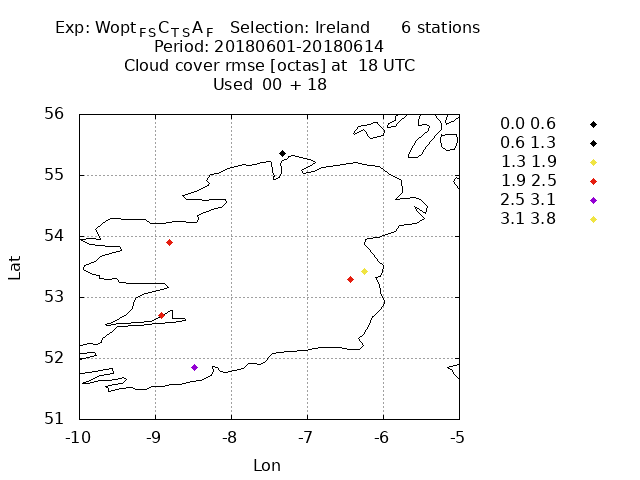 Exp: Wopt FS C TS A F   Selection: Ireland      6 stations
Period: 20180601-20180614
Cloud cover rmse [octas] at  18 UTC
Used  00 + 18
0.0 0.6
0.6 1.3
1.3 1.9
1.9 2.5
2.5 3.1
3.1 3.8
Lat
56
55
54
53
52
51
-10 -9 -8 -7 -6 -5
Lon